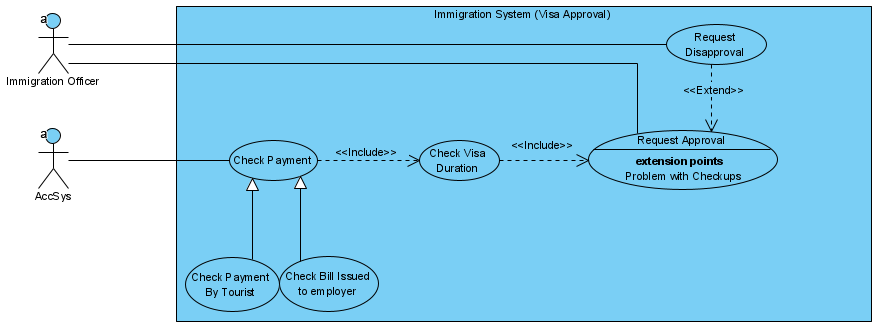 Immigration System (Visa Approval)
a
Immigration Officer
Request
Disapproval
<<Extend>>
a
AccSys
Check Payment
<<Include>>
Check Visa
Duration
<<Include>>
Request Approval
extension points
Problem with Checkups
Check Payment
By Tourist
Check Bill Issued
to employer